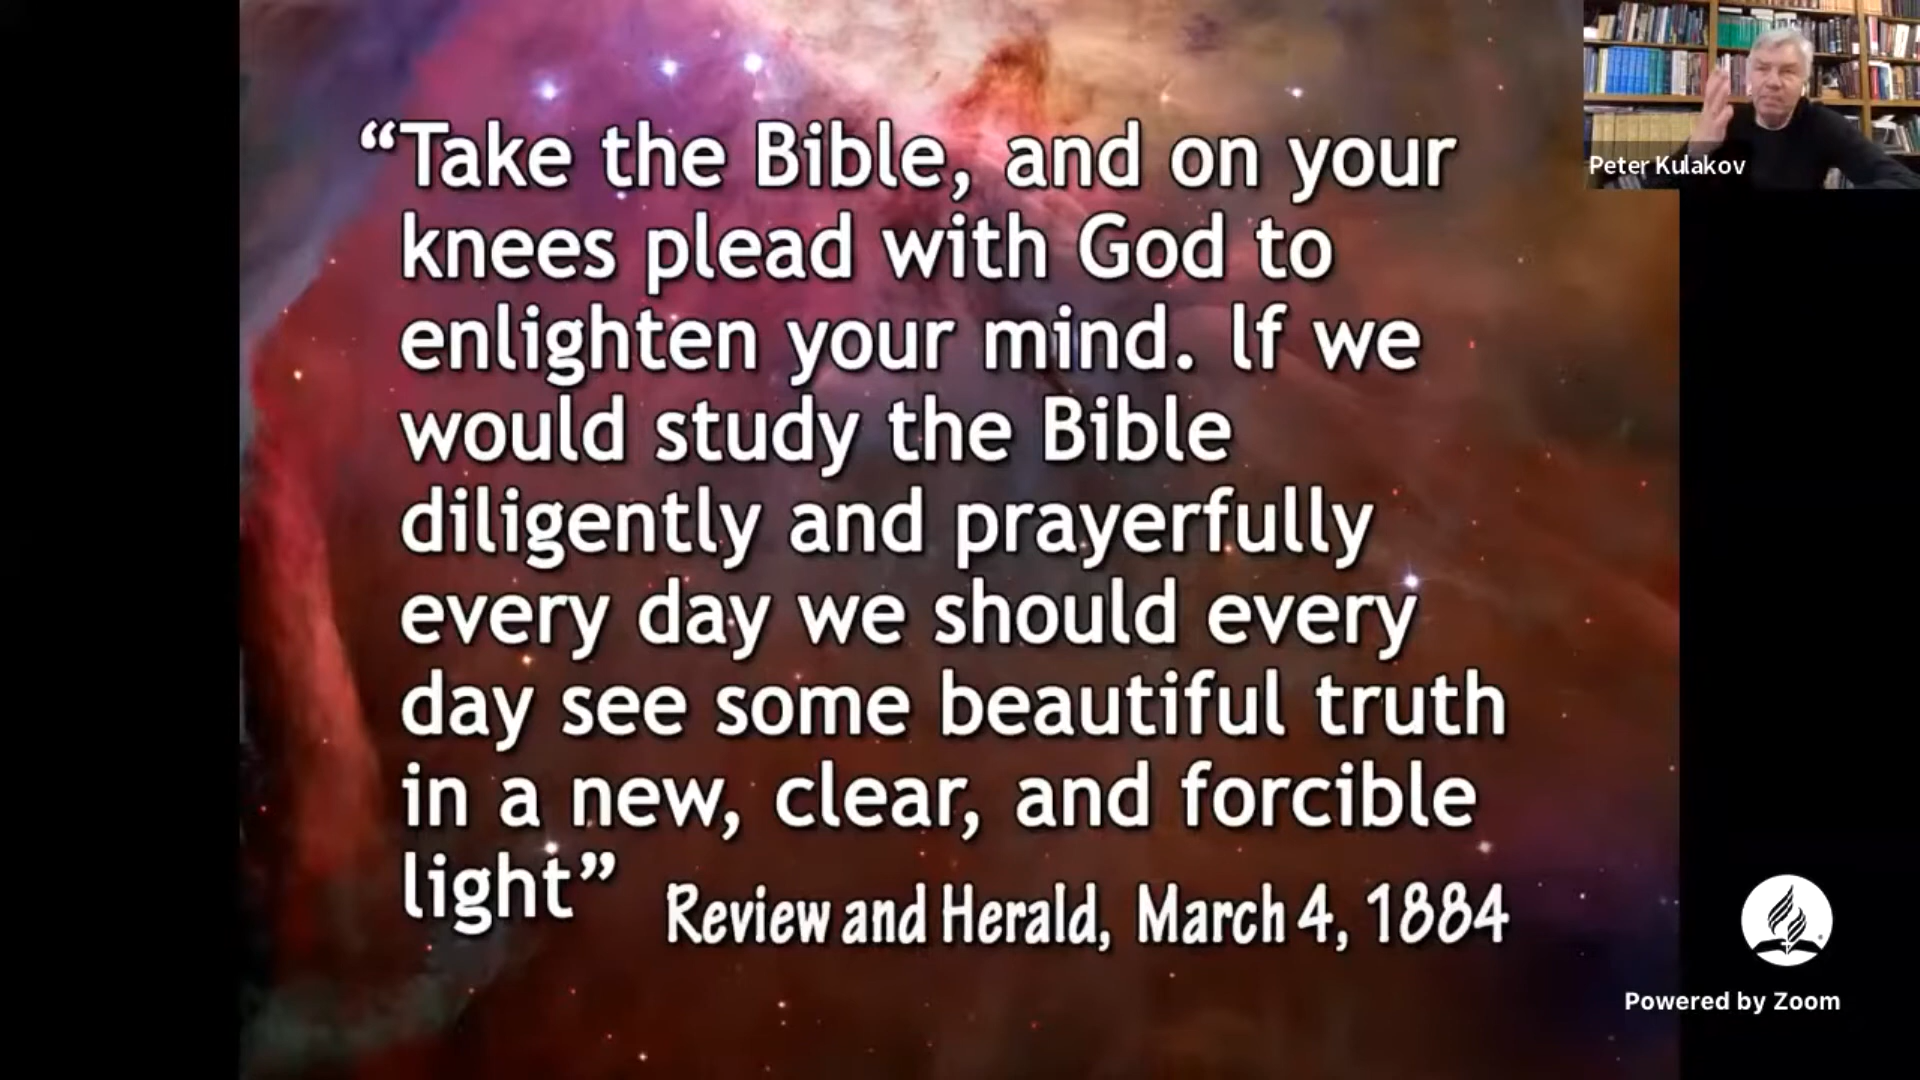 “Take the Bible, and on your
knees plead with God to
enlighten your mind. If we
would study the Bible
diligently and prayerfully
every day we should every
day see some beautiful truth
in a new, clear, and forcible
light”
Review and Herald, March 4, 1884
Peter Kulakov
Powered by Zoom